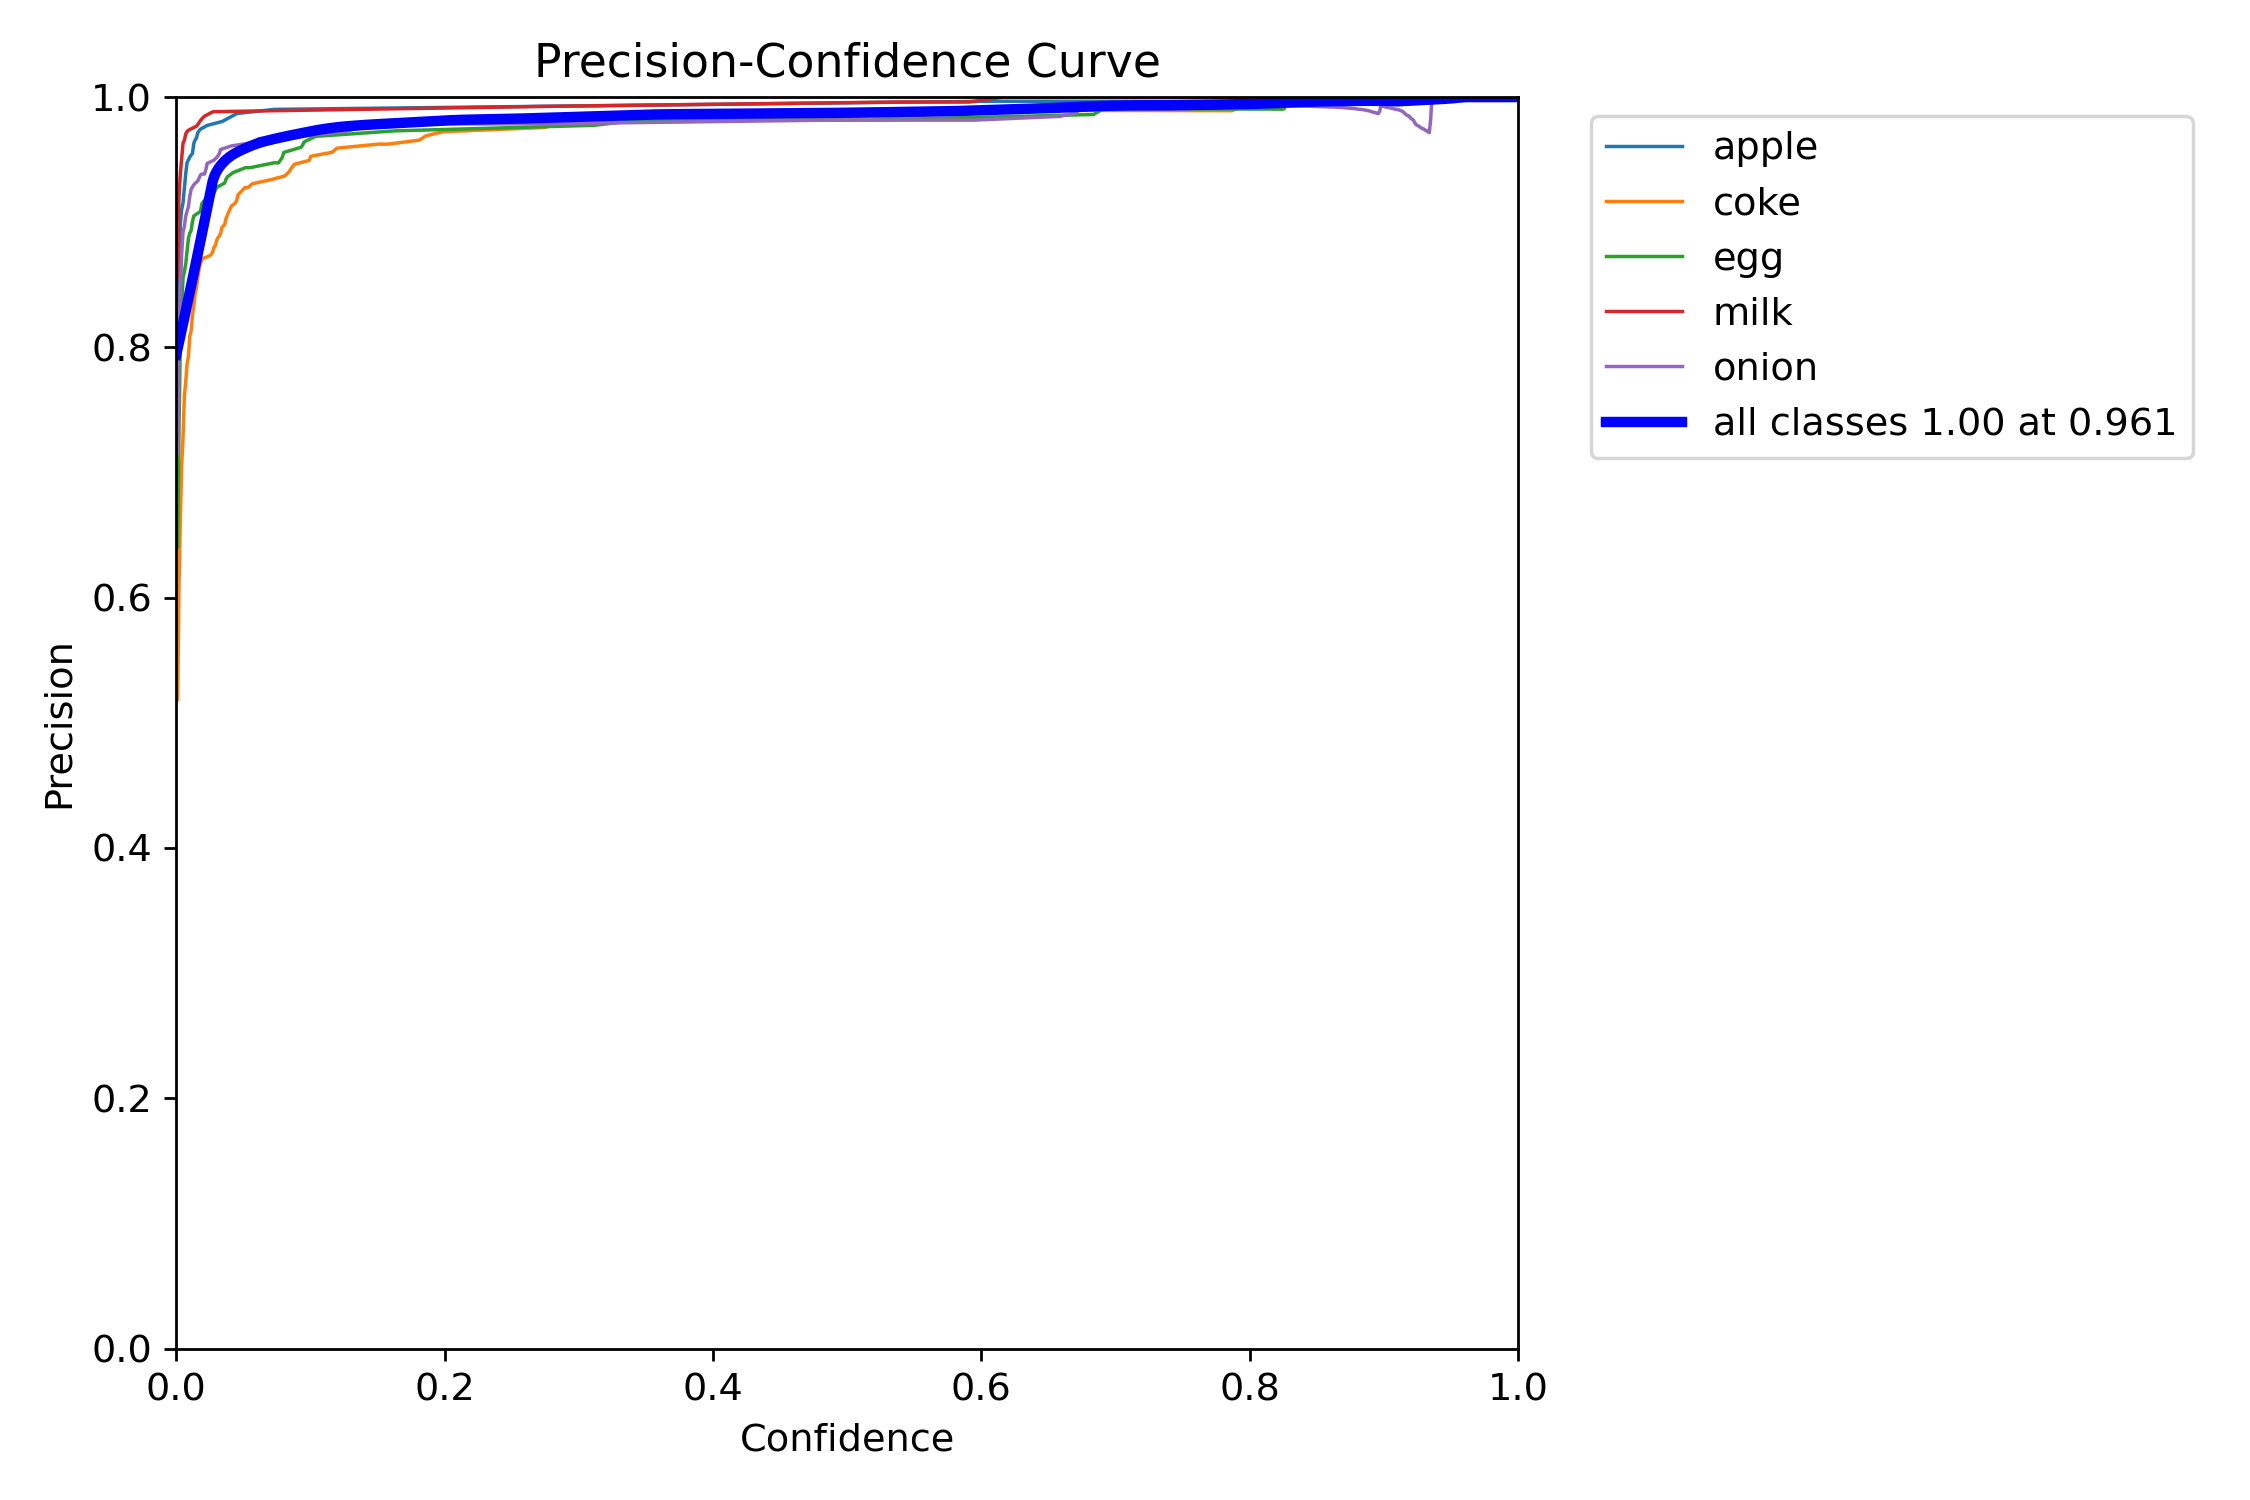 Precision-Confidence Curve
1.0
0.8
0.6
0.4
0.2
0.0
Precision
0.0 0.2 0.4 0.6 0.8 1.0
Confidence
apple
coke
egg
milk
onion
all classes 1.00 at 0.961